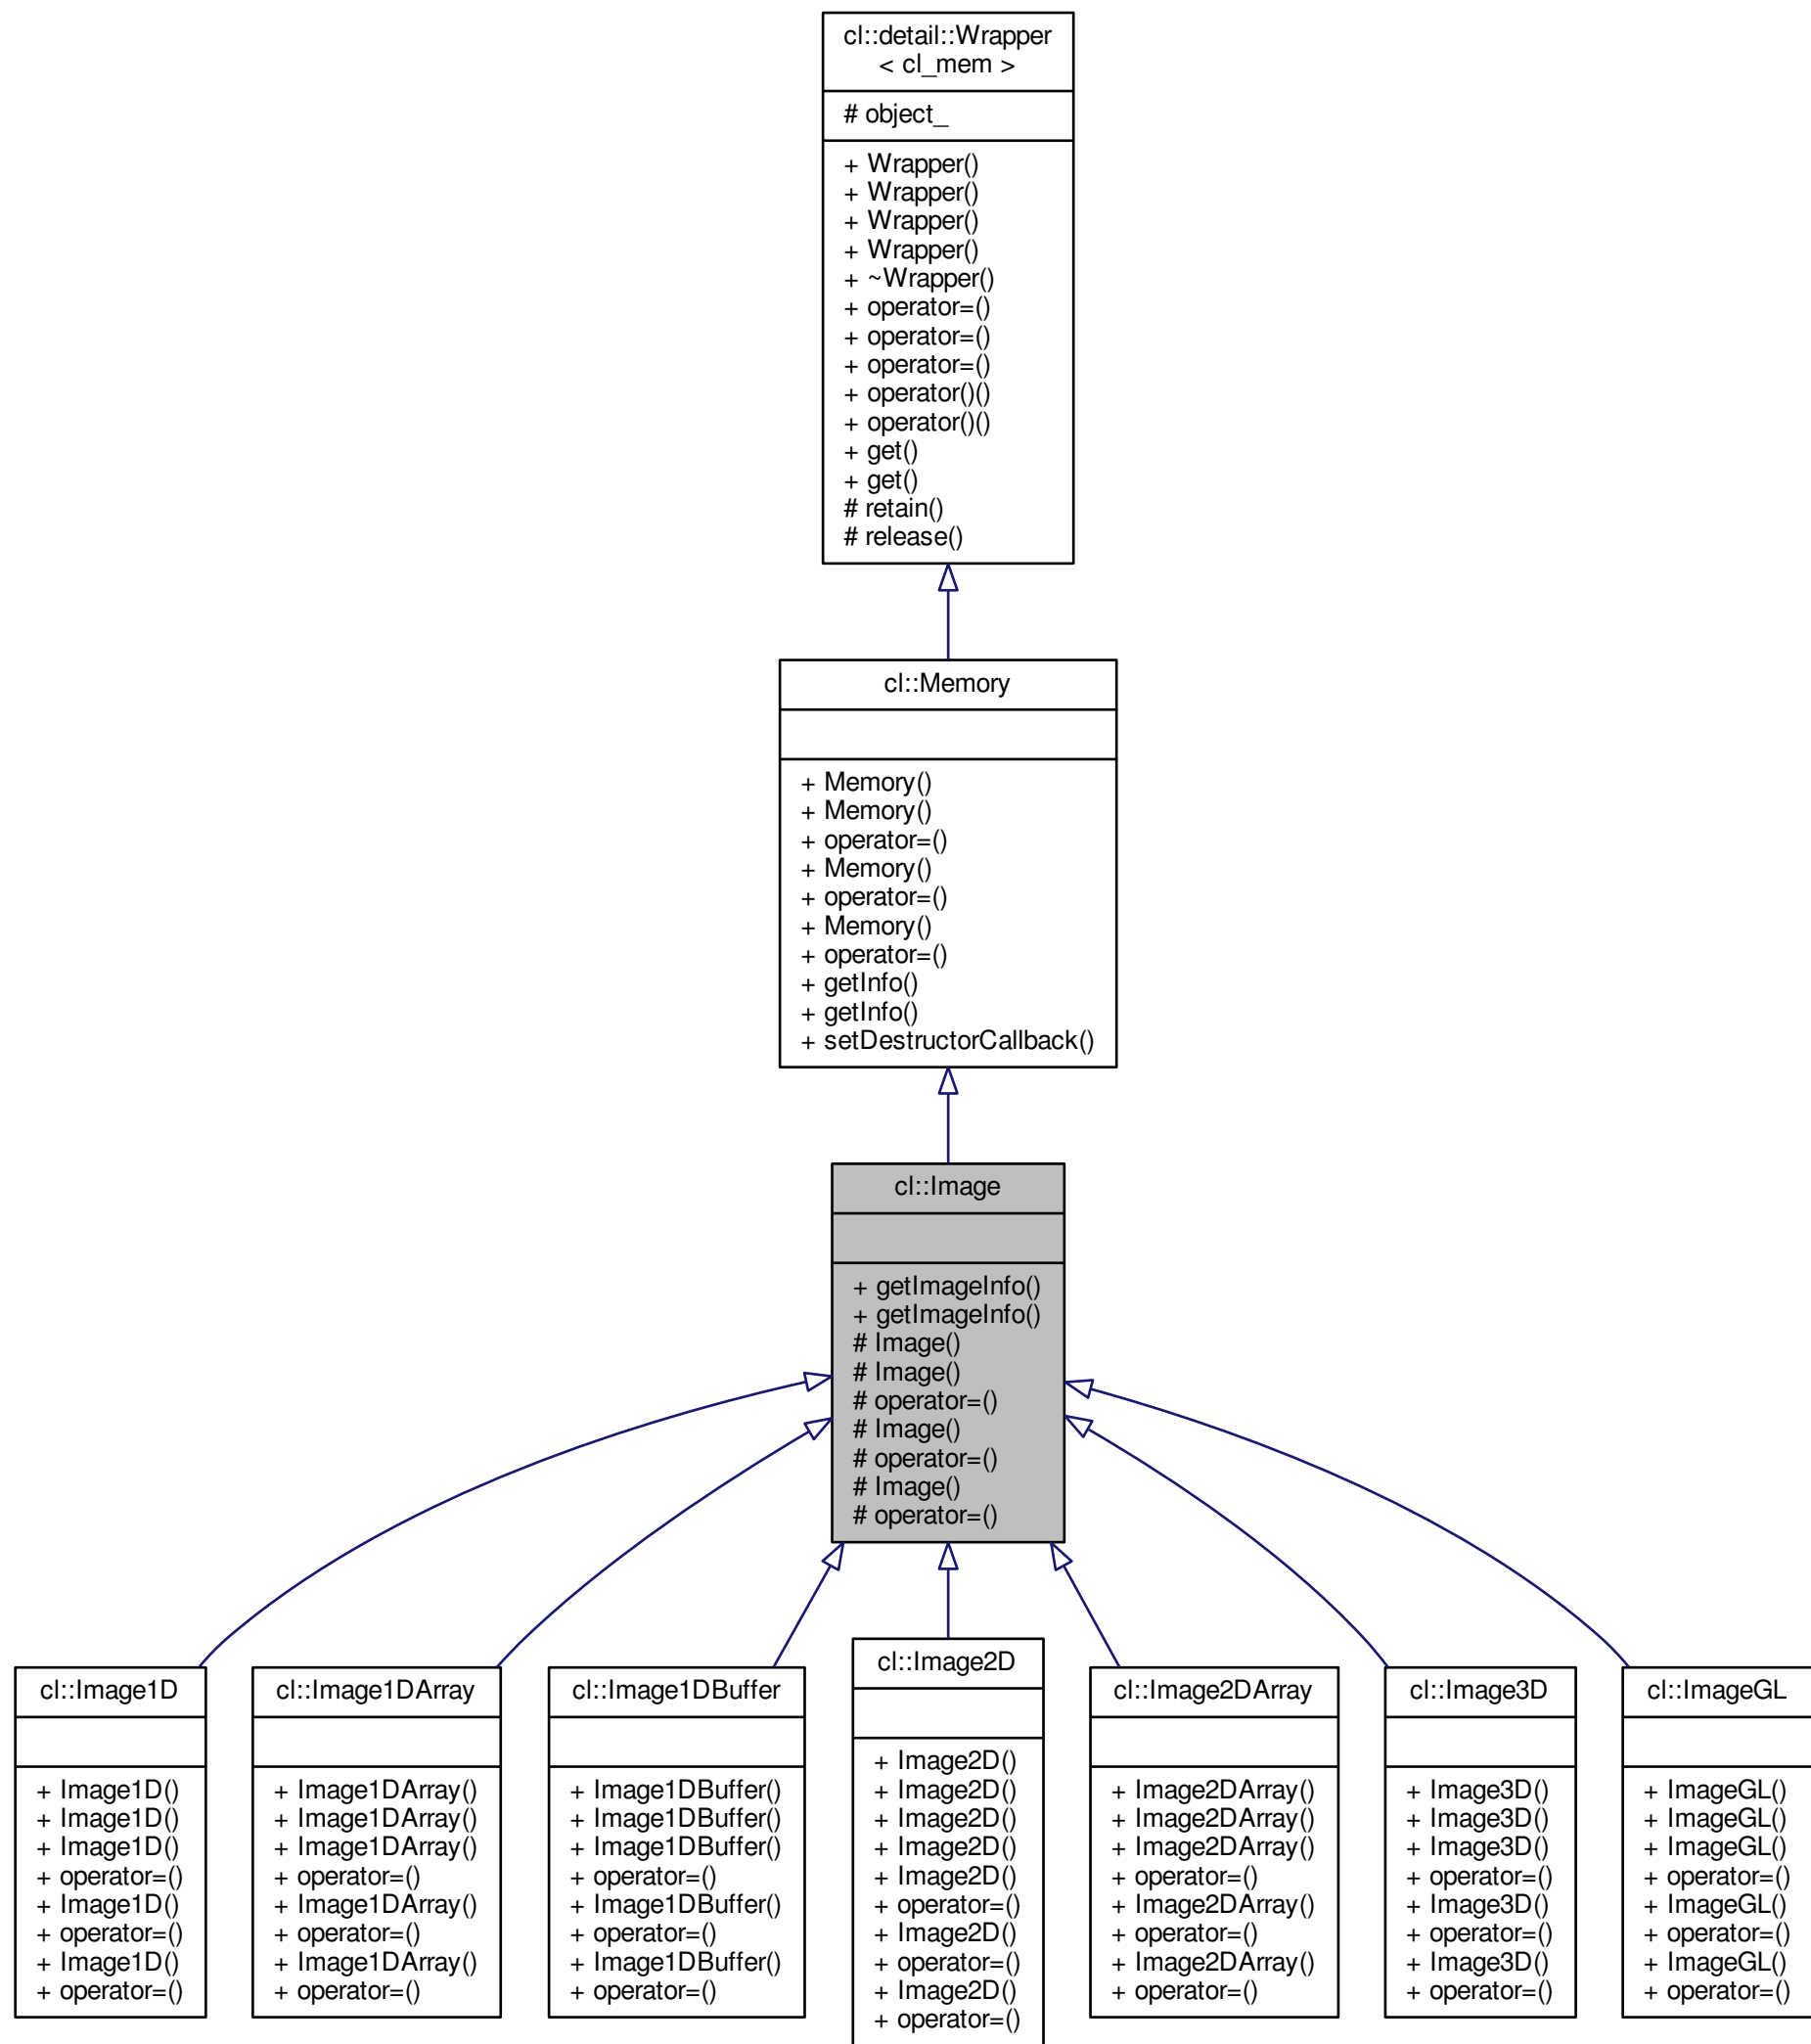 cl::detail::Wrapper
< cl_mem >
# object_
+ Wrapper()
+ Wrapper()
+ Wrapper()
+ Wrapper()
+ ~Wrapper()
+ operator=()
+ operator=()
+ operator=()
+ operator()()
+ operator()()
+ get()
+ get()
# retain()
# release()
cl::Memory
+ Memory()
+ Memory()
+ operator=()
+ Memory()
+ operator=()
+ Memory()
+ operator=()
+ getInfo()
+ getInfo()
+ setDestructorCallback()
cl::Image
+ getImageInfo()
+ getImageInfo()
# Image()
# Image()
# operator=()
# Image()
# operator=()
# Image()
# operator=()
cl::Image1D
+ Image1D()
+ Image1D()
+ Image1D()
+ operator=()
+ Image1D()
+ operator=()
+ Image1D()
+ operator=()
cl::Image1DArray
+ Image1DArray()
+ Image1DArray()
+ Image1DArray()
+ operator=()
+ Image1DArray()
+ operator=()
+ Image1DArray()
+ operator=()
cl::Image1DBuffer
+ Image1DBuffer()
+ Image1DBuffer()
+ Image1DBuffer()
+ operator=()
+ Image1DBuffer()
+ operator=()
+ Image1DBuffer()
+ operator=()
cl::Image2D
+ Image2D()
+ Image2D()
+ Image2D()
+ Image2D()
+ Image2D()
+ operator=()
+ Image2D()
+ operator=()
+ Image2D()
+ operator=()
cl::Image2DArray
+ Image2DArray()
+ Image2DArray()
+ Image2DArray()
+ operator=()
+ Image2DArray()
+ operator=()
+ Image2DArray()
+ operator=()
cl::Image3D
+ Image3D()
+ Image3D()
+ Image3D()
+ operator=()
+ Image3D()
+ operator=()
+ Image3D()
+ operator=()
cl::ImageGL
+ ImageGL()
+ ImageGL()
+ ImageGL()
+ operator=()
+ ImageGL()
+ operator=()
+ ImageGL()
+ operator=()